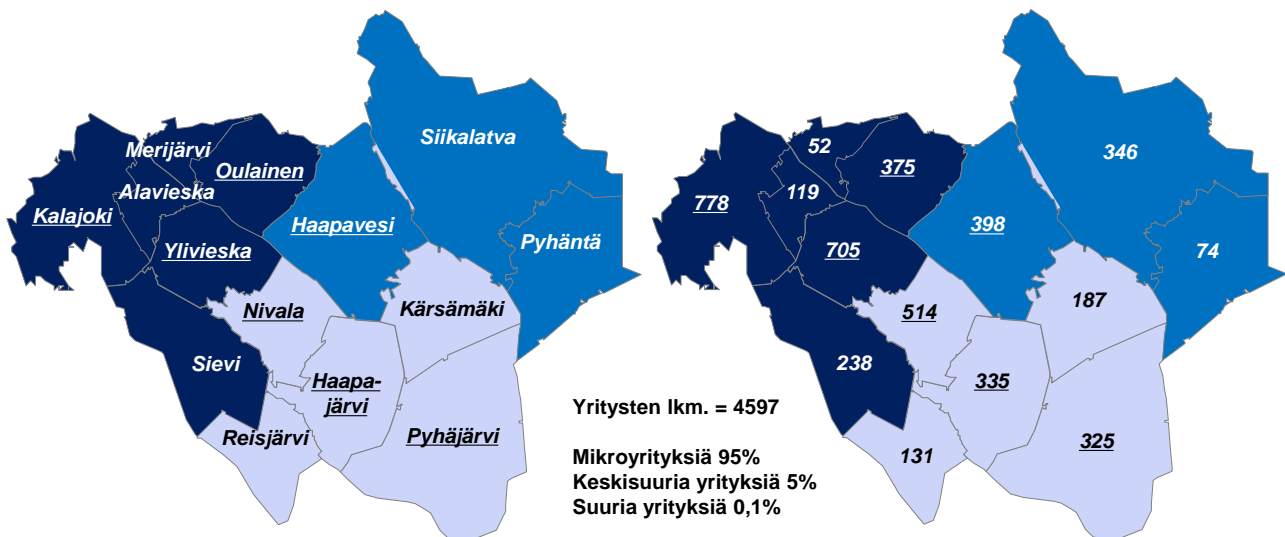 Siikalatva
Merijärvi
Oulainen
Alavieska
Kalajoki
Haapavesi
Ylivieska
Pyhäntä
Nivala
Kärsämäki
Sievi
Haapa-
järvi
Reisjärvi
Pyhäjärvi
52
346
375
119
778
398
705
74
514
187
238
335
131
325
Yritysten lkm. = 4597
Mikroyrityksiä 95%
Keskisuuria yrityksiä 5%
Suuria yrityksiä 0,1%